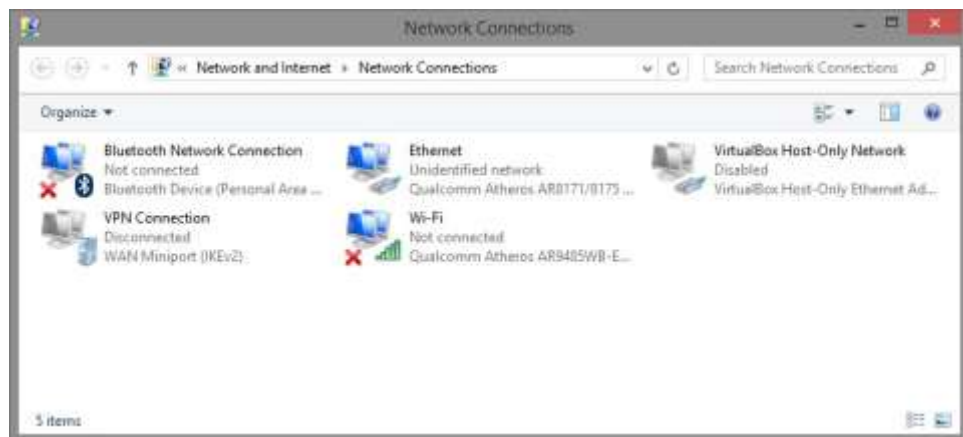 Network Connections
« Network and Internet ▸ Network Connections
Search Network Connections
Organize
Bluetooth Network Connection
Not connected
Bluetooth Device (Personal Area ...
Ethernet
Unidentified network
Qualcomm Atheros AR8171/8175 ...
VirtualBox Host-Only Network
Disabled
VirtualBox Host-Only Ethernet Ad...
VPN Connection
Disconnected
WAN Miniport (IKEv2)
Wi-Fi
Not connected
Qualcomm Atheros AR9485WB-E...
5 items